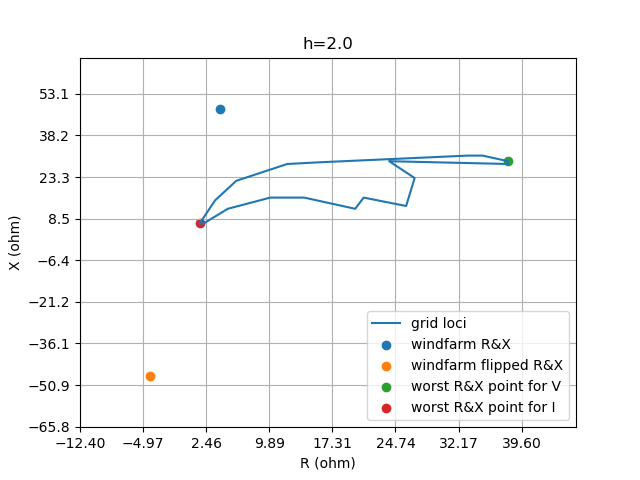 h=2.0
53.1
38.2
23.3
8.5
−6.4
−21.2
−36.1
−50.9
−65.8
X (ohm)
grid loci
windfarm R&X
windfarm flipped R&X
worst R&X point for V
worst R&X point for I
−12.40 −4.97 2.46 9.89 17.31 24.74 32.17 39.60
R (ohm)